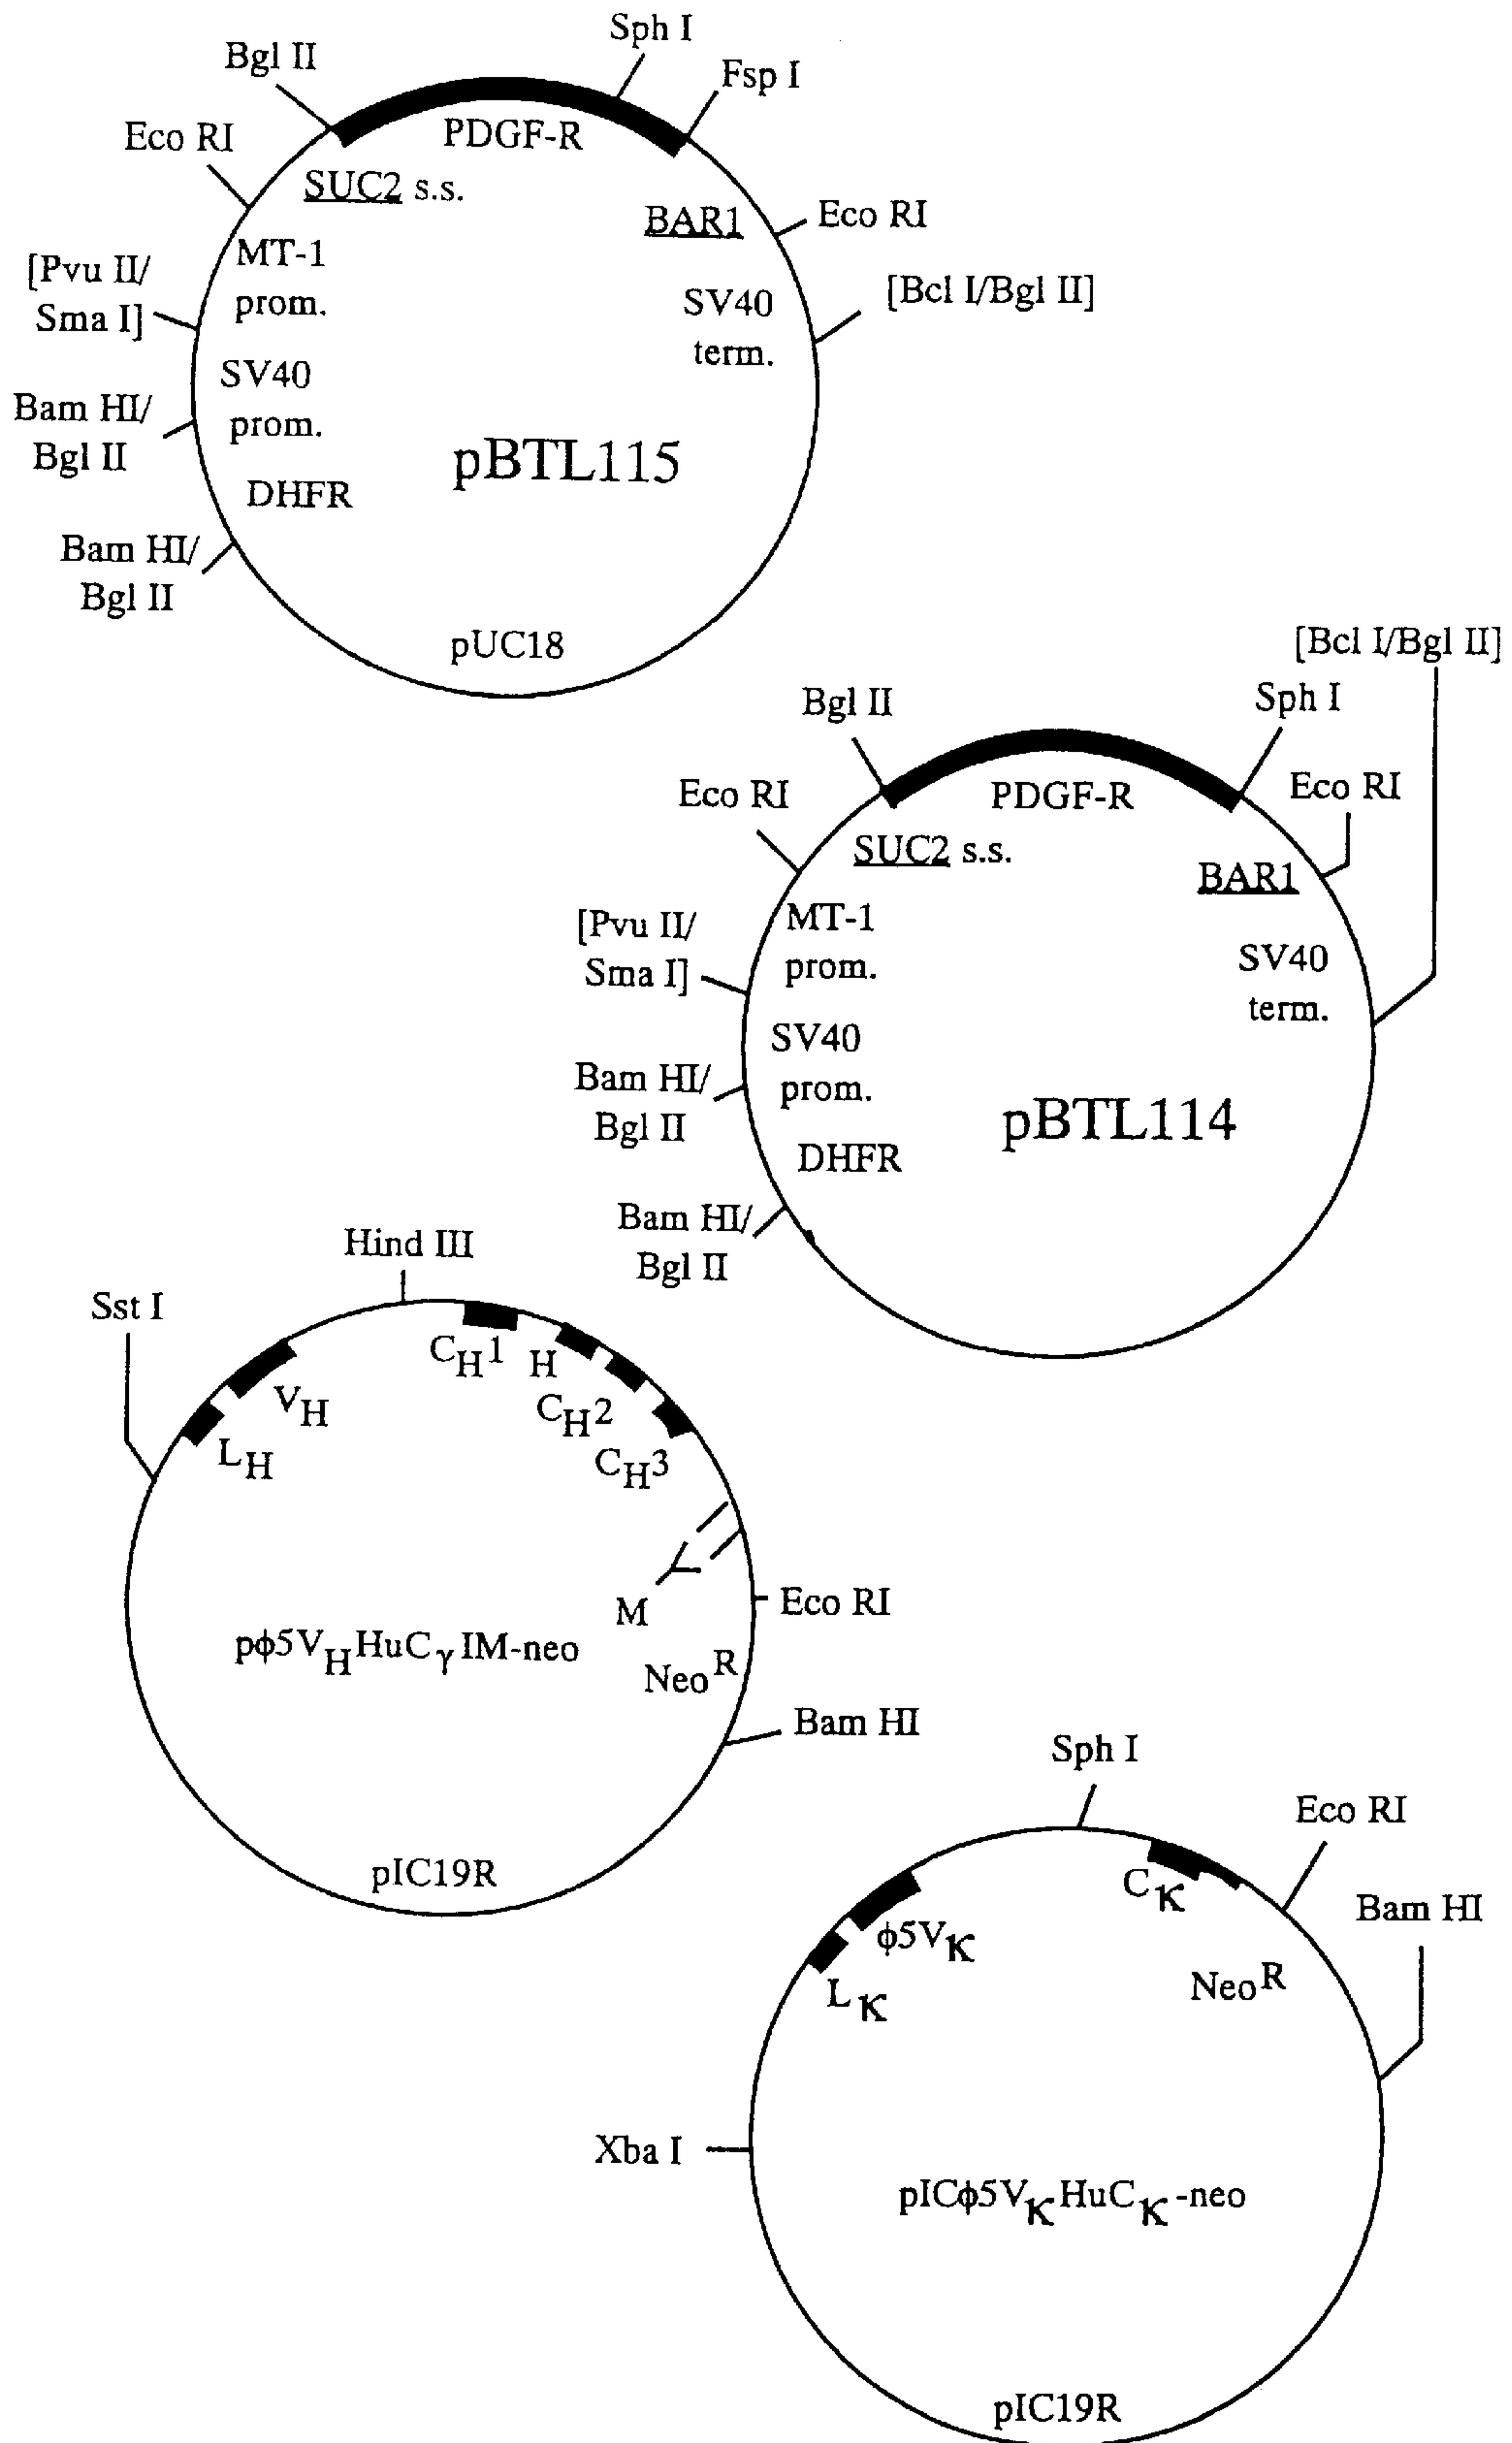 Sph I
Bgl II
Fsp I
Eco RI
PDGF-R
SUC2 s.s.
BAR1
Eco RI
MT-1
prom.
[Pvu II/
Sma I]
SV40
term.
[Bcl I/Bgl II]
SV40
prom.
Bam HI/
Bgl II
pBTL115
DHFR
Bam HI/
Bgl II
pUC18
[Bcl I/Bgl II]
Bgl II
Sph I
Eco RI
PDGF-R
Eco RI
SUC2 s.s.
BAR1
[Pvu II/
Sma I]
MT-1
prom.
SV40
term.
SV40
prom.
Bam HI/
Bgl II
pBTL114
DHFR
Bam HI/
Bgl II
Hind III
Sst I
CH1
H
VH
CH2
LH
CH3
M
Eco RI
pϕ5VHHuCγIM-neo
NeoR
Bam HI
pIC19R
Sph I
Eco RI
Cκ
Bam HI
ϕ5Vκ
NeoR
Lκ
Xba I
pICϕ5VκHuCκ-neo
pIC19R